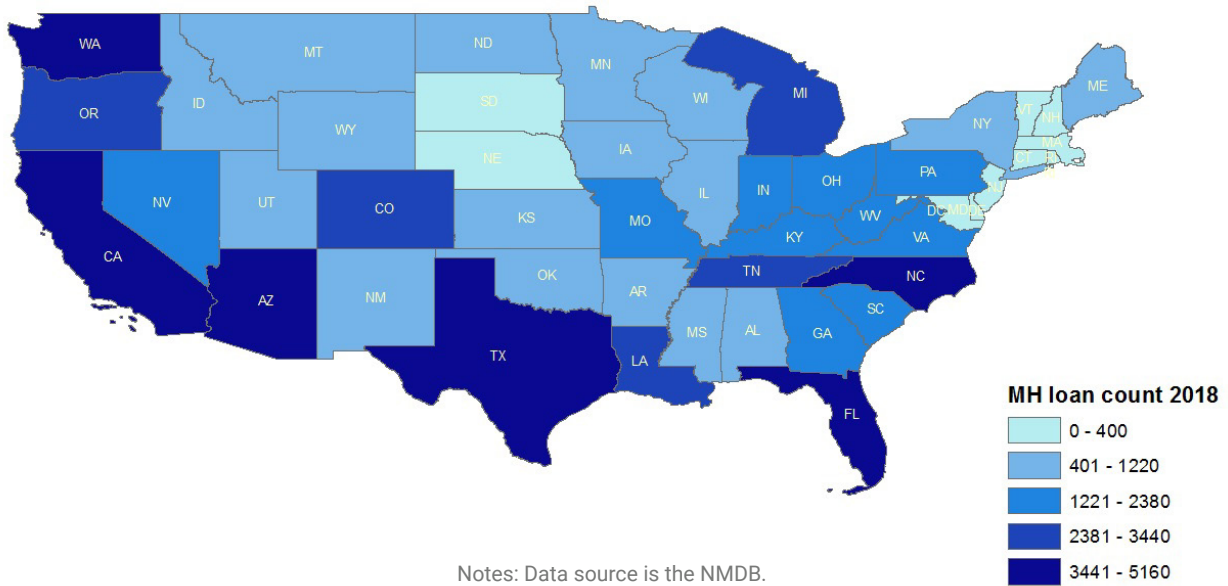 WA
MT
ND
MN
ME
OR
ID
SD
WI
MI
VT
NH
NY
WY
MA
IA
CT
NE
PA
NV
UT
CO
IL
IN
OH
KS
MO
WV
DC
MD
DE
CA
KY
VA
AZ
NM
OK
AR
TN
NC
MS
AL
GA
SC
TX
LA
FL
MH loan count 2018
0 - 400
401 - 1220
1221 - 2380
2381 - 3440
3441 - 5160
Notes: Data source is the NMDB.